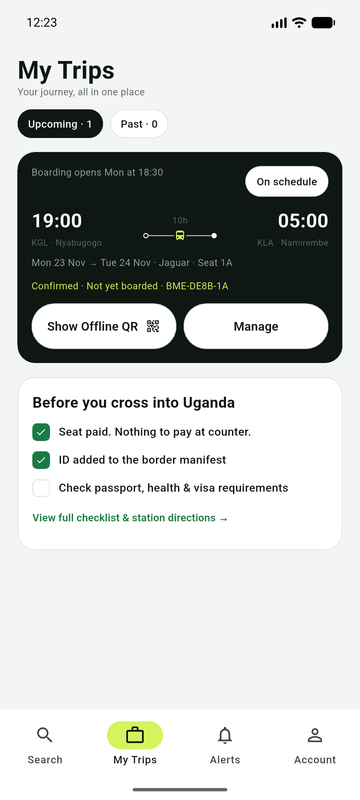 12:23
My Trips
Your journey, all in one place
Upcoming · 1
Past · 0
Boarding opens Mon at 18:30
On schedule
19:00
10h
05:00
KGL · Nyabugogo
KLA · Namirembe
Mon 23 Nov → Tue 24 Nov · Jaguar · Seat 1A
Confirmed · Not yet boarded · BME-DE8B-1A
Show Offline QR
Manage
Before you cross into Uganda
Seat paid. Nothing to pay at counter.
ID added to the border manifest
Check passport, health & visa requirements
View full checklist & station directions →
Search
My Trips
Alerts
Account